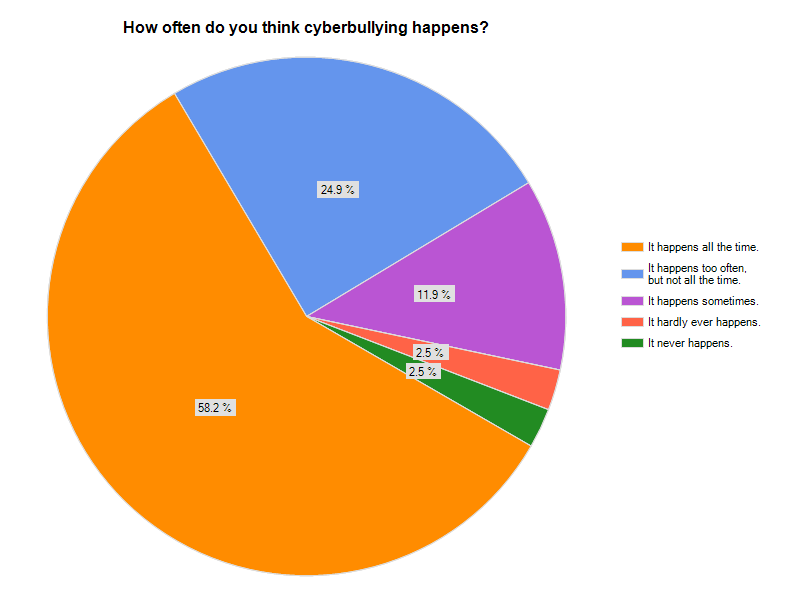 How often do you think cyberbullying happens?
24.9 %
11.9 %
2.5 %
2.5 %
58.2 %
It happens all the time.
It happens too often,
but not all the time.
It happens sometimes.
It hardly ever happens.
It never happens.